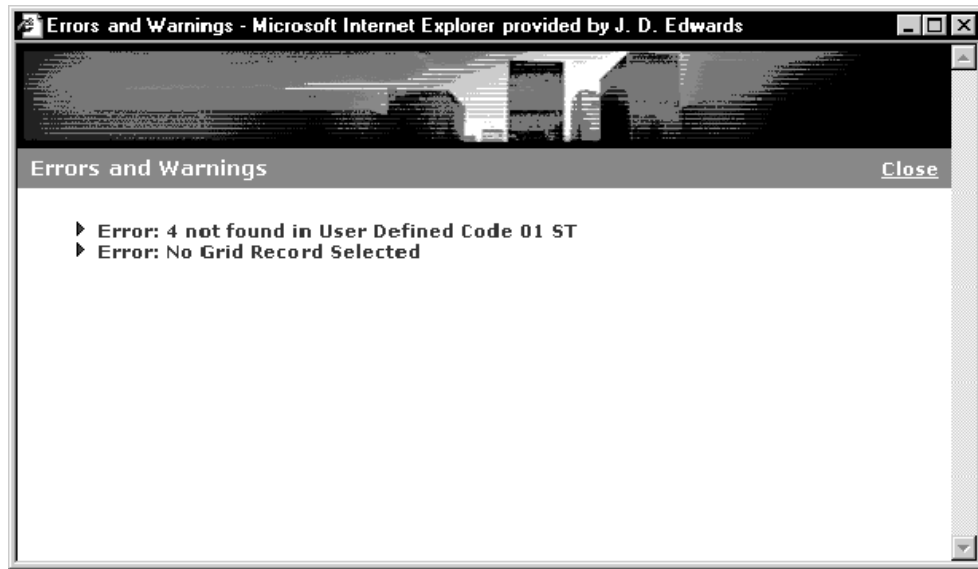 Errors and Warnings - Microsoft Internet Explorer provided by J. D. Edwards
Errors and Warnings
Close
Error: 4 not found in User Defined Code 01 ST
Error: No Grid Record Selected